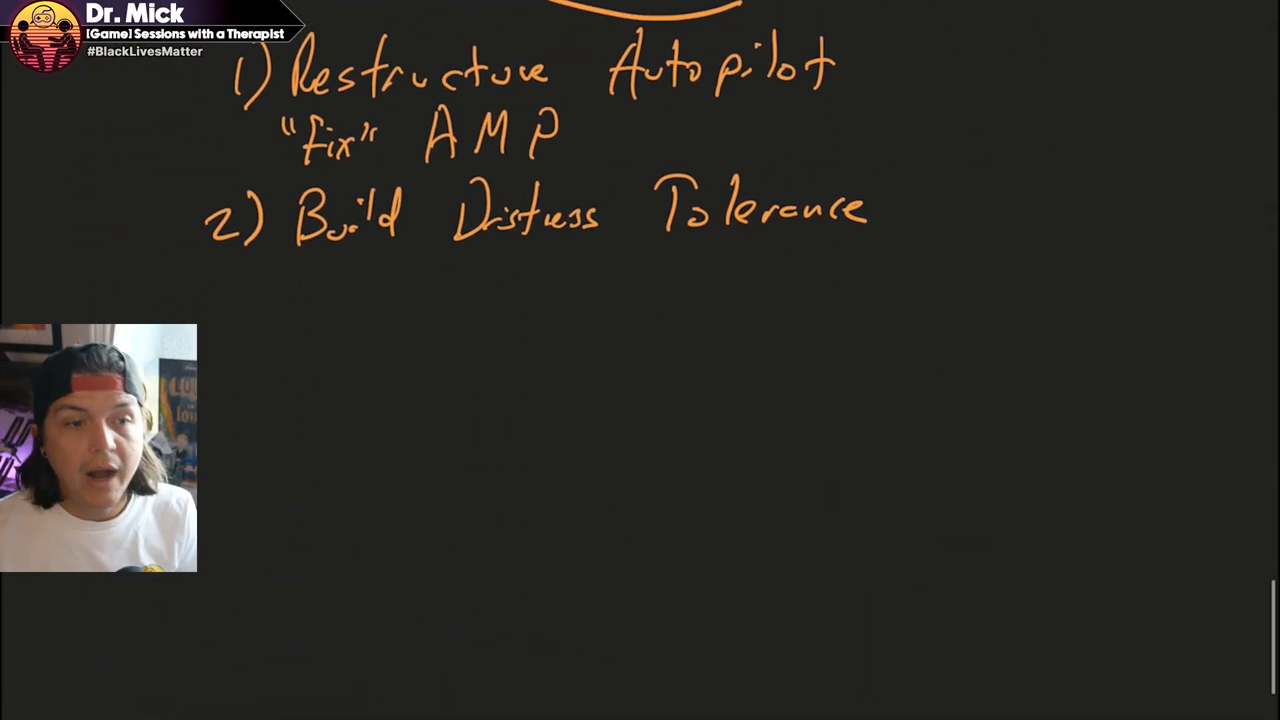 Dr. Mick
[Game] Sessions with a Therapist
#BlackLivesMatter
1) Restructure Autopilot
"fix" AMP
2) Build Distress Tolerance